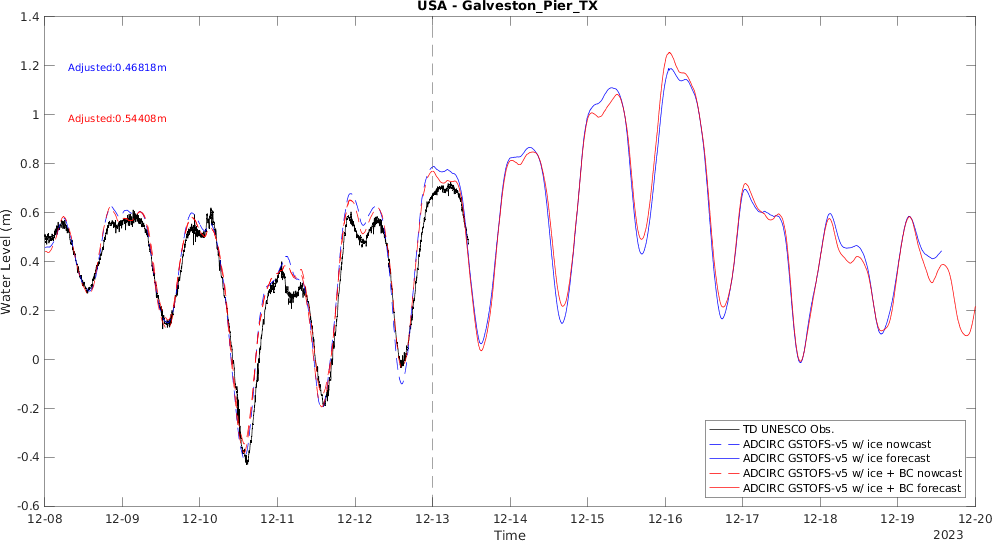 USA - Galveston_Pier_TX
Adjusted:0.46818m
Adjusted:0.54408m
Water Level (m)
1.4
1.2
1
0.8
0.6
0.4
0.2
0
-0.2
-0.4
-0.6
TD UNESCO Obs.
ADCIRC GSTOFS-v5 w/ ice nowcast
ADCIRC GSTOFS-v5 w/ ice forecast
ADCIRC GSTOFS-v5 w/ ice + BC nowcast
ADCIRC GSTOFS-v5 w/ ice + BC forecast
12-08 12-09 12-10 12-11 12-12 12-13 12-14 12-15 12-16 12-17 12-18 12-19 12-20
Time
2023